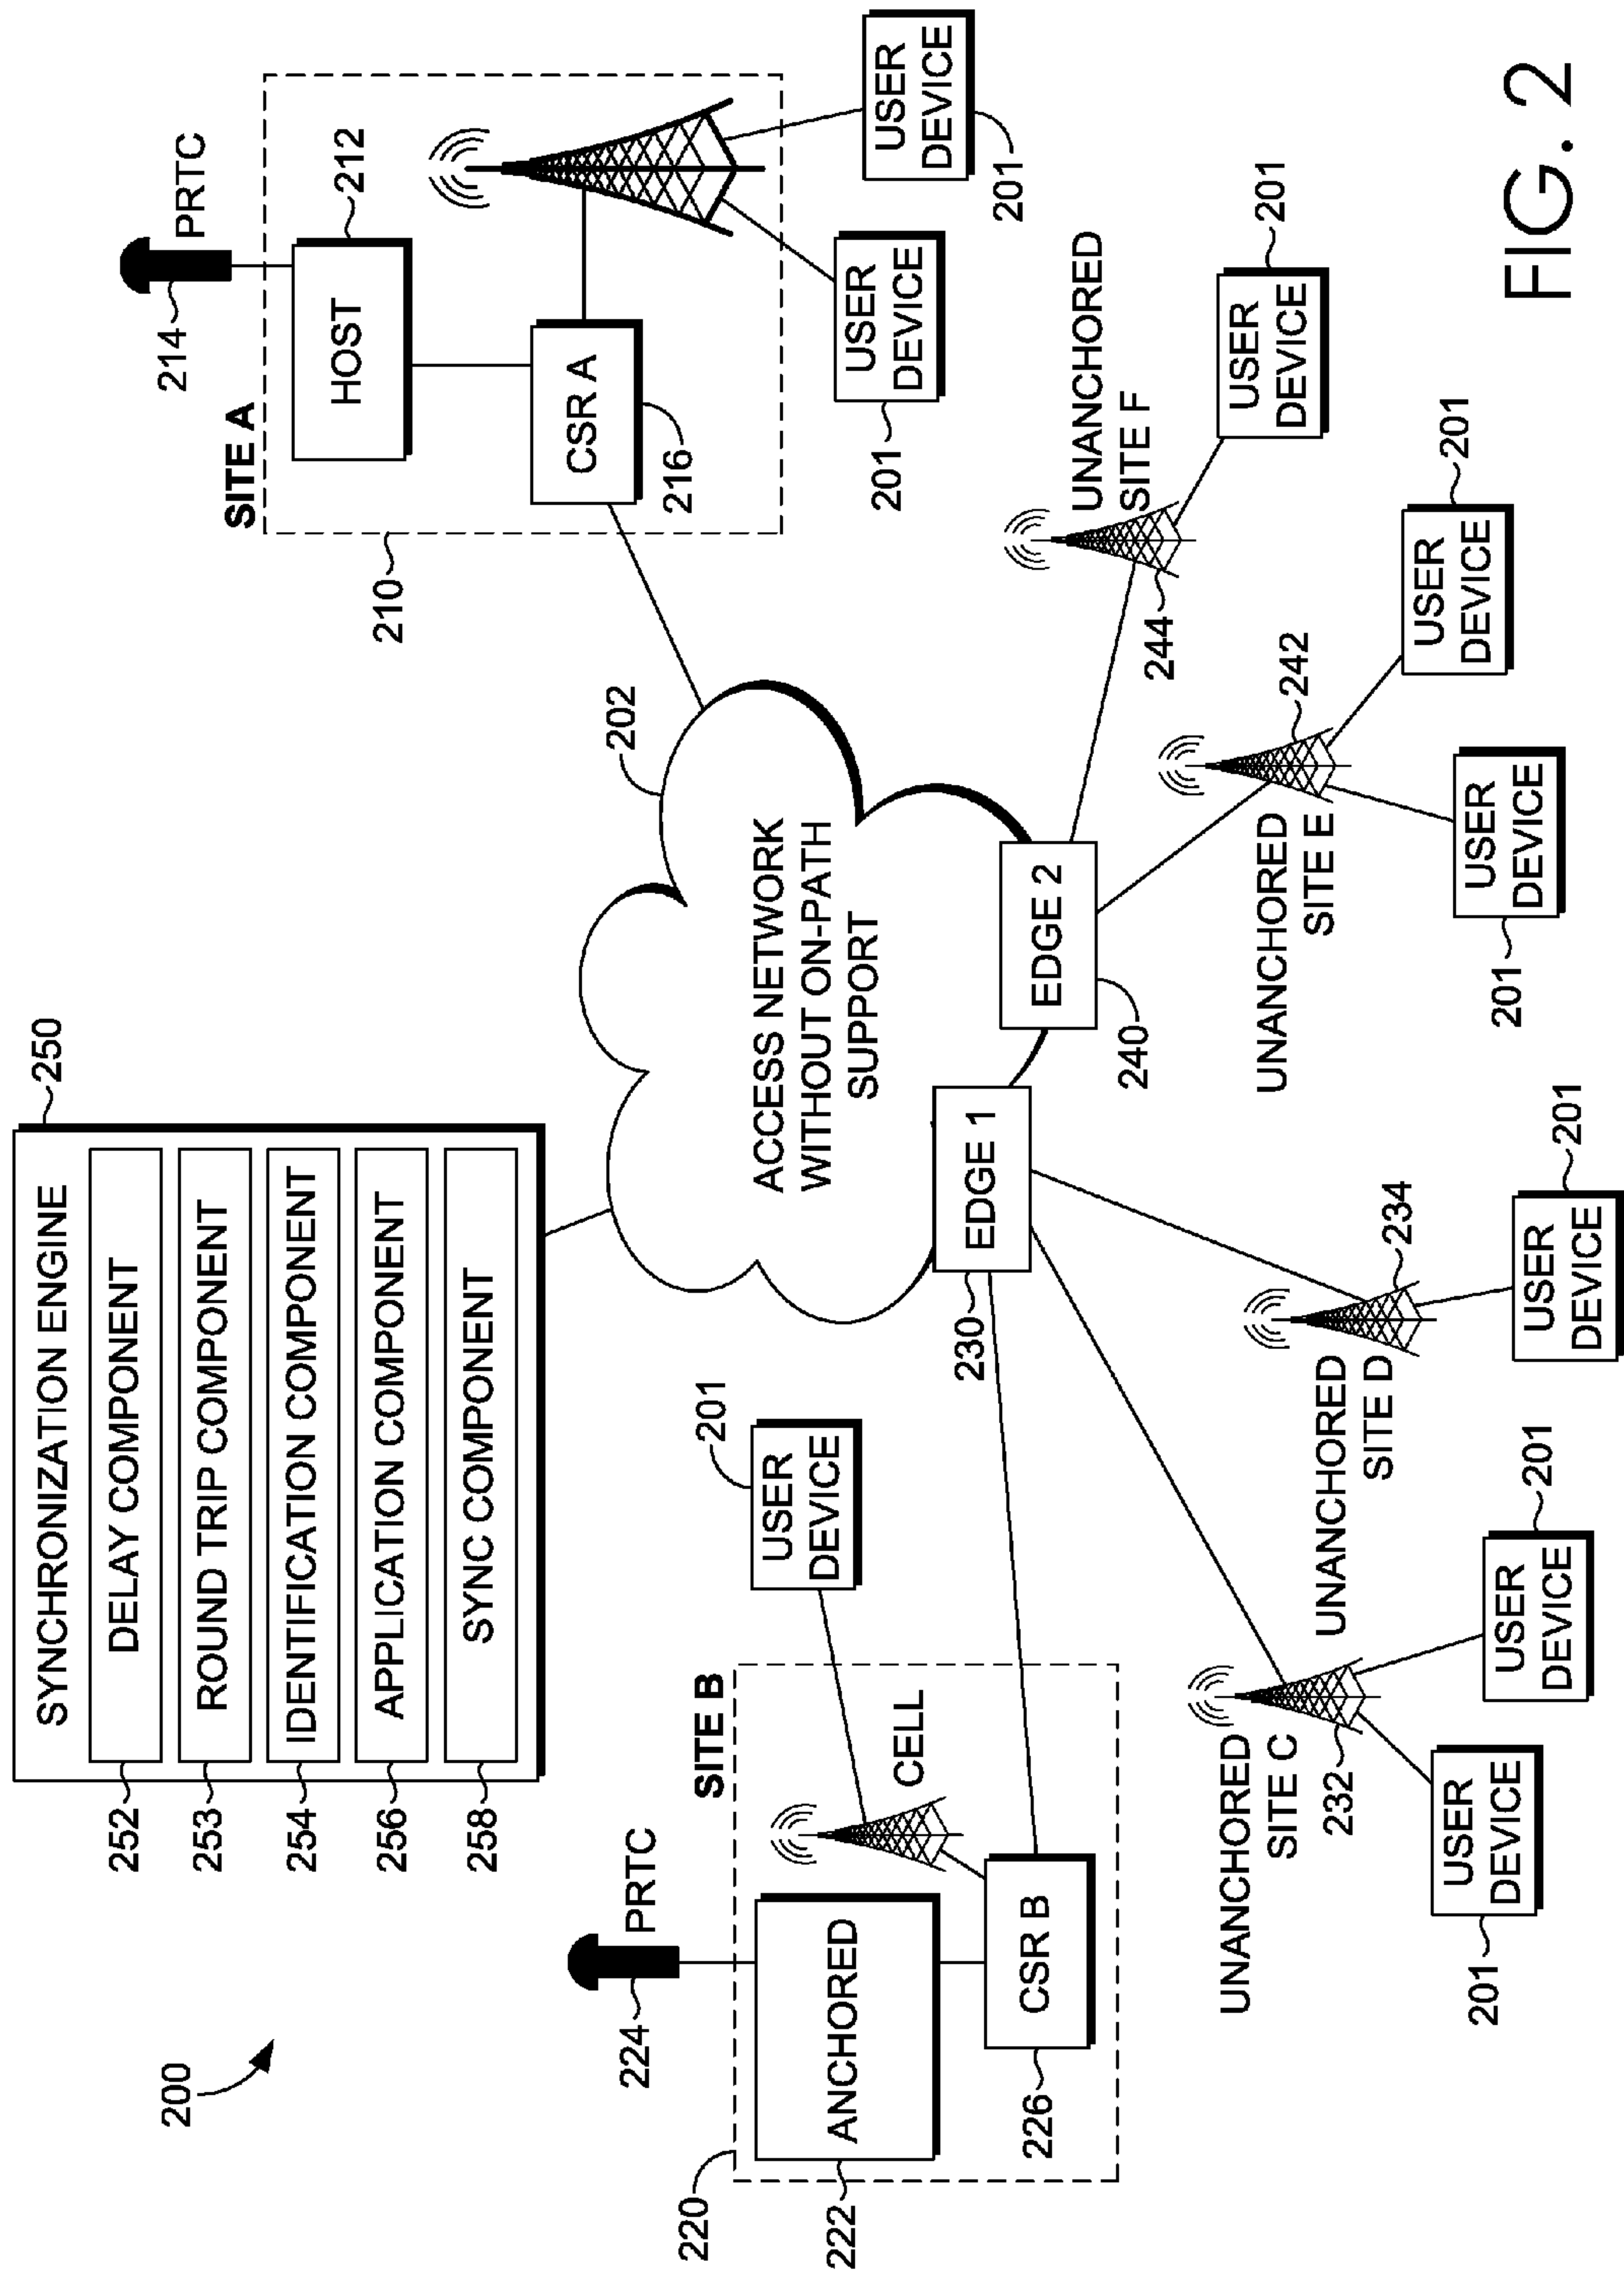 200
SYNCHRONIZATION ENGINE
250
DELAY COMPONENT
252
ROUND TRIP COMPONENT
253
IDENTIFICATION COMPONENT
254
APPLICATION COMPONENT
256
SYNC COMPONENT
258
214
PRTC
SITE A
210
HOST
212
CSR A
216
USER
DEVICE
201
USER
DEVICE
201
202
ACCESS NETWORK
WITHOUT ON-PATH
SUPPORT
224
PRTC
SITE B
220
ANCHORED
222
CELL
CSR B
226
USER
DEVICE
201
EDGE 1
230
EDGE 2
240
UNANCHORED
SITE C
232
USER
DEVICE
201
USER
DEVICE
201
UNANCHORED
SITE D
234
USER
DEVICE
201
UNANCHORED
SITE E
242
USER
DEVICE
201
USER
DEVICE
201
UNANCHORED
SITE F
244
USER
DEVICE
201
FIG. 2